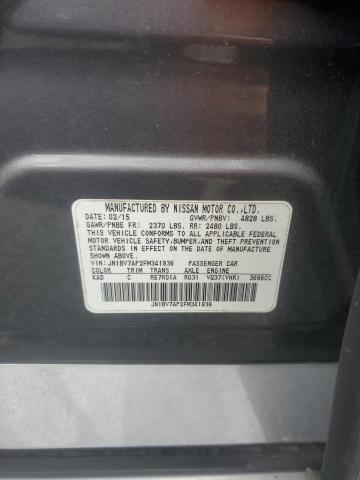 MANUFACTURED BY NISSAN MOTOR CO.,LTD.
DATE: 02/15 GVWR/PNBV: 4828 LBS.
GAWR/PNBE FR: 2370 LBS. RR: 2480 LBS.
THIS VEHICLE CONFORMS TO ALL APPLICABLE FEDERAL
MOTOR VEHICLE SAFETY, BUMPER, AND THEFT PREVENTION
STANDARDS IN EFFECT ON THE DATE OF MANUFACTURE
SHOWN ABOVE.
VIN: JN1BV7AP2FM341936 PASSENGER CAR
COLOR TRIM TRANS AXLE ENGINE
KAD C RE7R01A RG31 VQ37(VHR) 3696CC
JN1BV7AP2FM341936